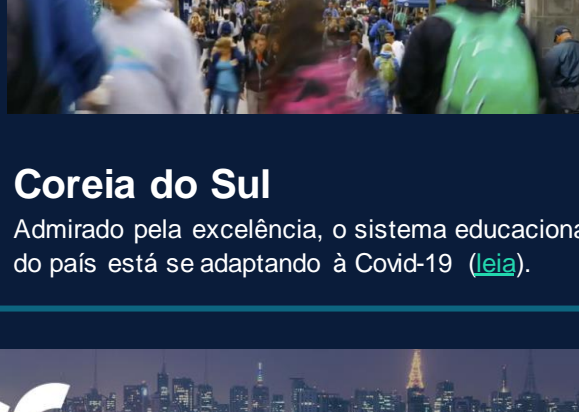 Coreia do Sul
Admirado pela excelência, o sistema educaciona
do país está se adaptando à Covid-19 (leia).